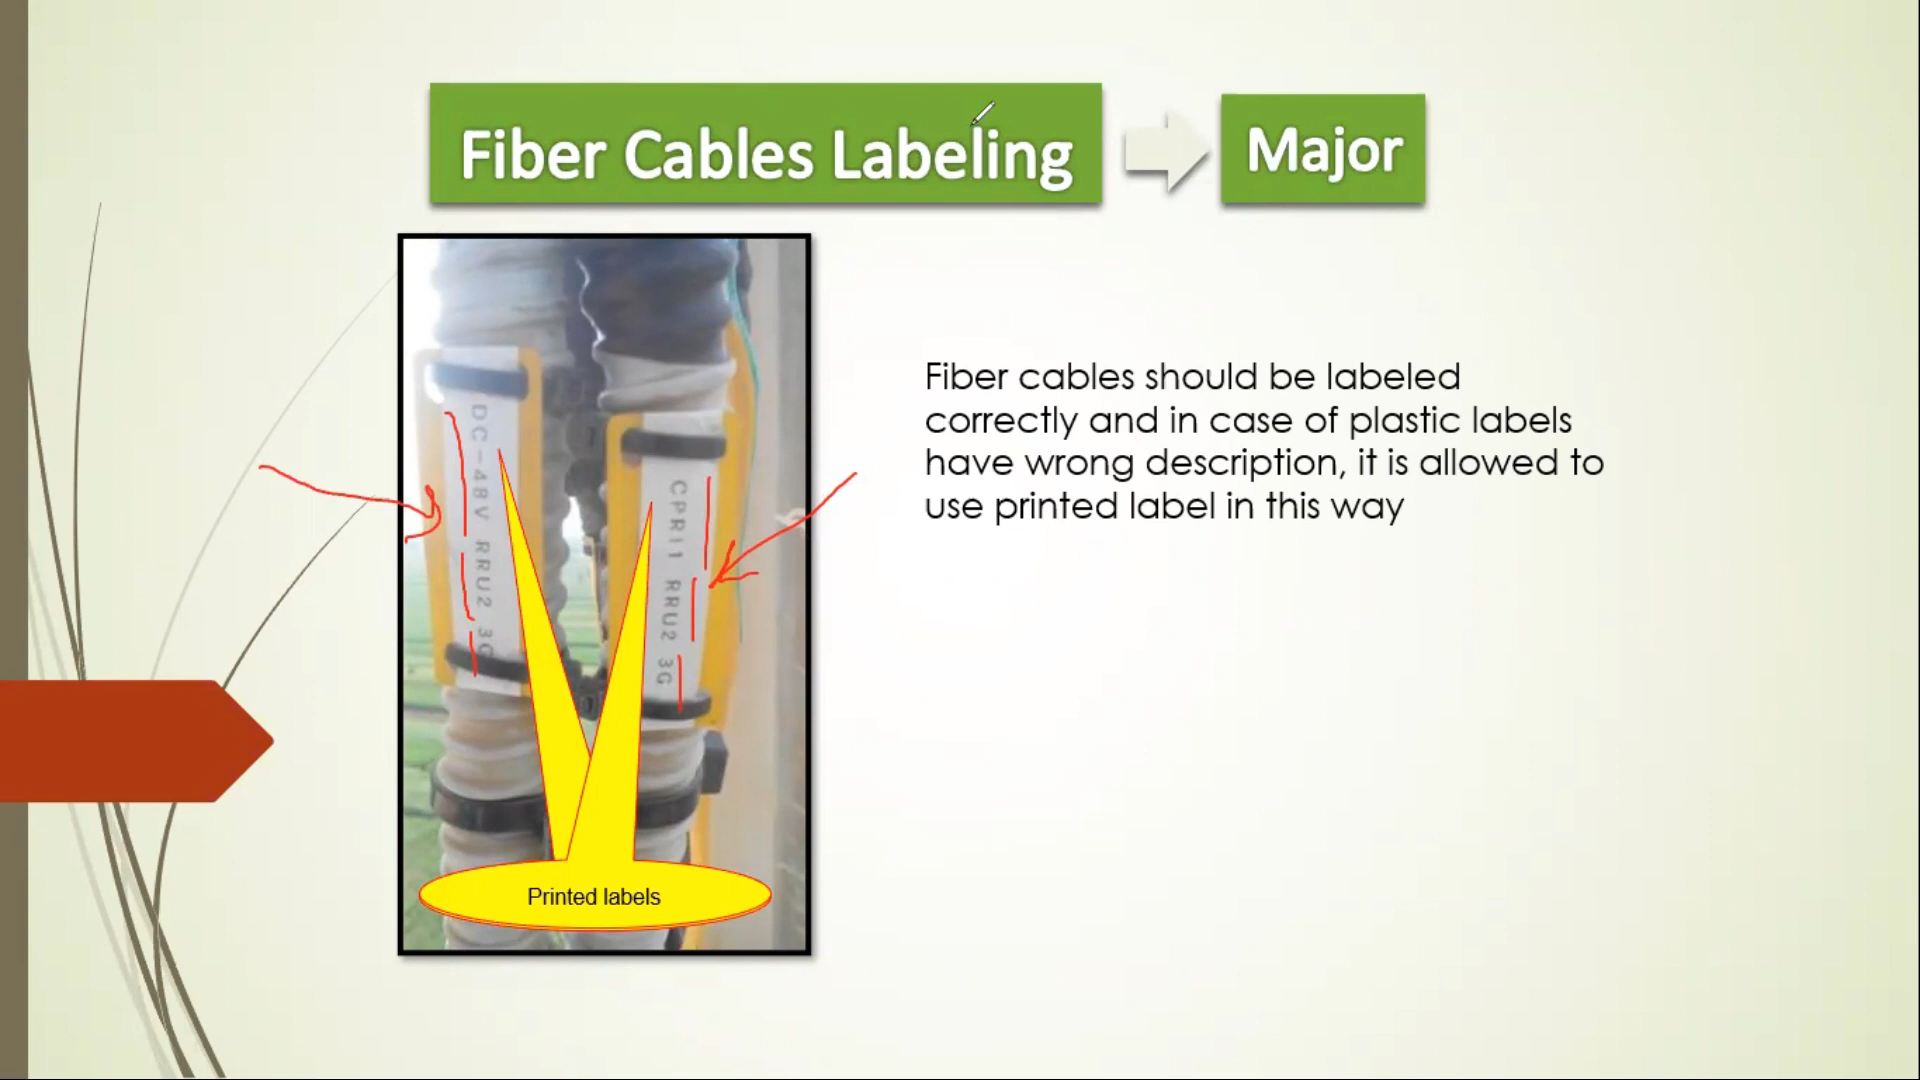 Fiber Cables Labeling
Major
DC-48V RRU2 3G
CPRI1 RRU2 3G
Printed labels
Fiber cables should be labeled
correctly and in case of plastic labels
have wrong description, it is allowed to
use printed label in this way